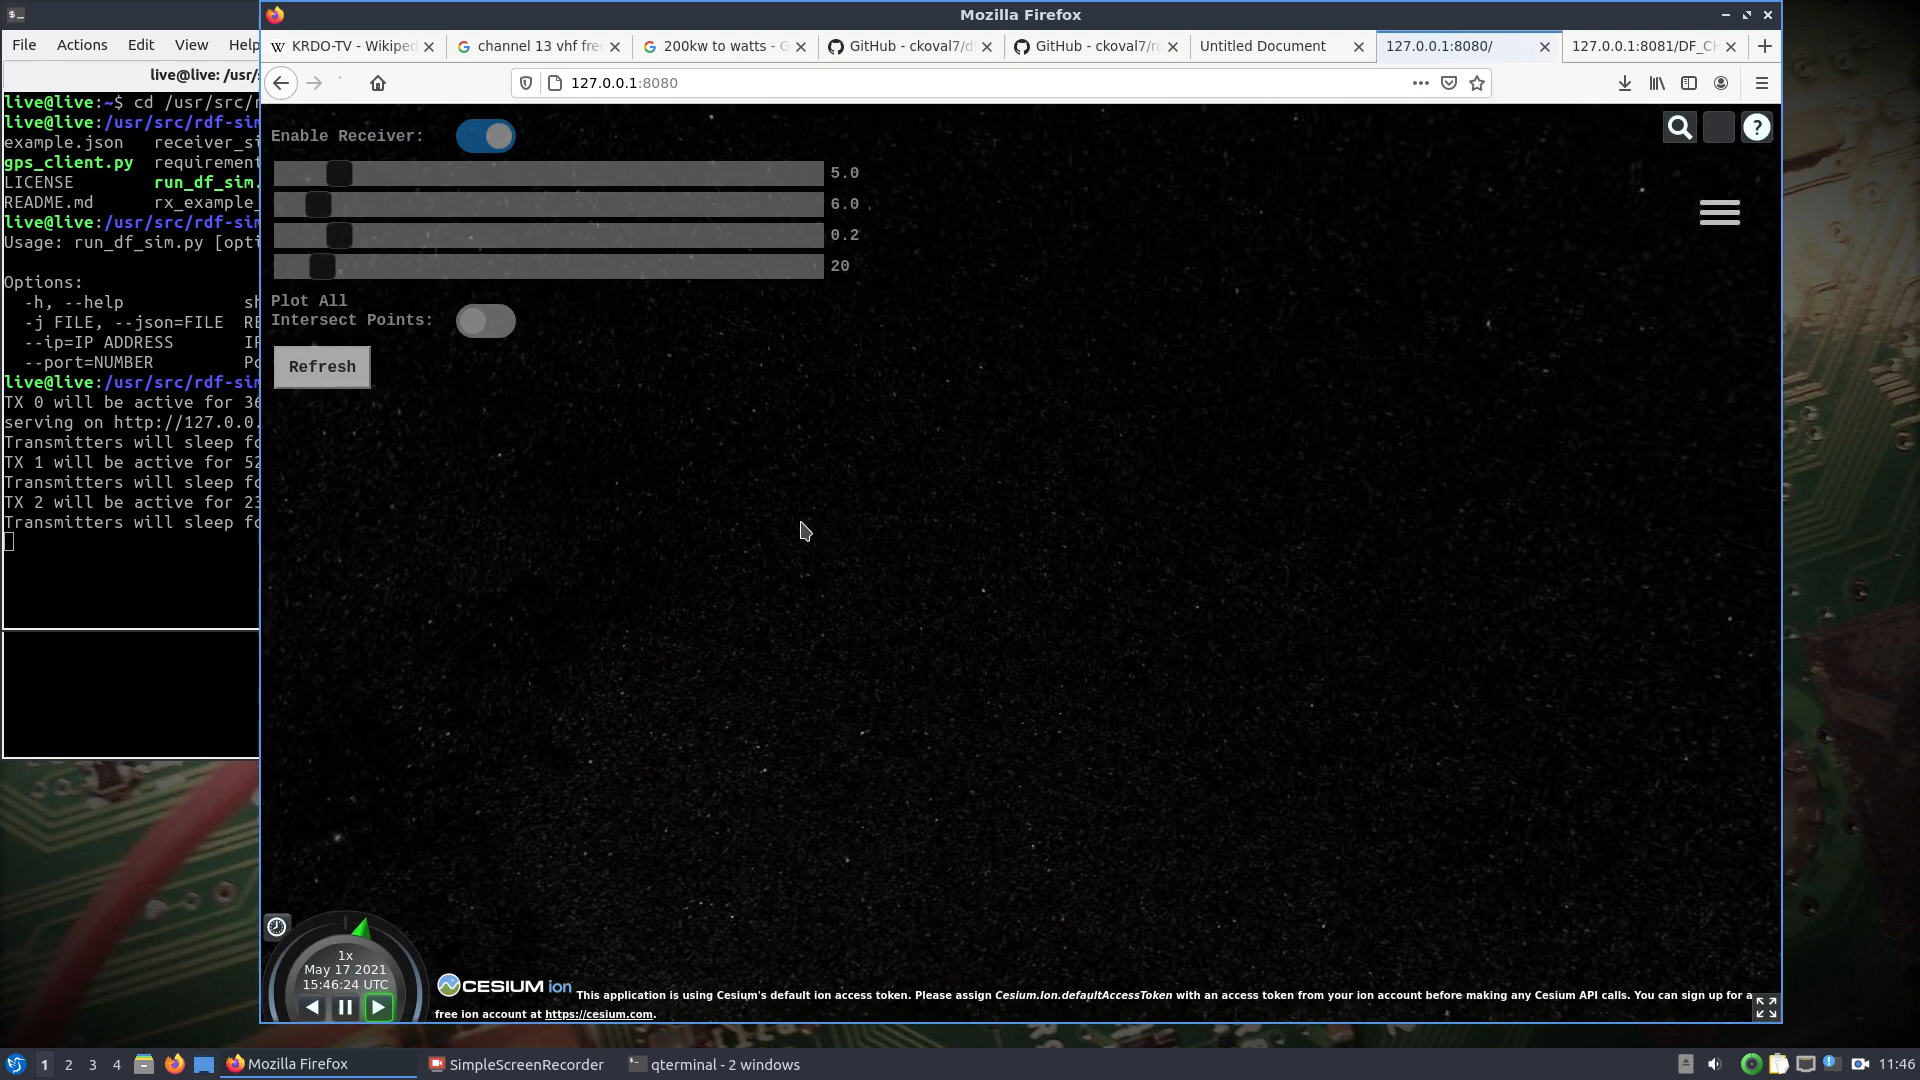 Mozilla Firefox
File Actions Edit View Help
KRDO-TV - Wikiped
channel 13 vhf fre
200kw to watts - G
GitHub - ckoval7/d
GitHub - ckoval7/r
Untitled Document
127.0.0.1:8080/
127.0.0.1:8081/DF_C
live@live: /usr/s
127.0.0.1:8080
live@live:~$ cd /usr/src/r
live@live:/usr/src/rdf-sim
example.json receiver_si
gps_client.py requirement
LICENSE run_df_sim.
README.md rx_example_
live@live:/usr/src/rdf-sim
Usage: run_df_sim.py [opti
Options:
-h, --help sh
-j FILE, --json=FILE RE
--ip=IP ADDRESS IP
--port=NUMBER Po
live@live:/usr/src/rdf-sim
TX 0 will be active for 36
serving on http://127.0.0.
Transmitters will sleep fo
TX 1 will be active for 52
Transmitters will sleep fo
TX 2 will be active for 23
Transmitters will sleep fo
Enable Receiver:
5.0
6.0
0.2
20
Plot All
Intersect Points:
Refresh
?
1x
May 17 2021
15:46:24 UTC
CESIUM ion This application is using Cesium's default ion access token. Please assign Cesium.Ion.defaultAccessToken with an access token from your ion account before making any Cesium API calls. You can sign up for a
free ion account at https://cesium.com.
1 2 3 4 Mozilla Firefox SimpleScreenRecorder qterminal - 2 windows 11:46